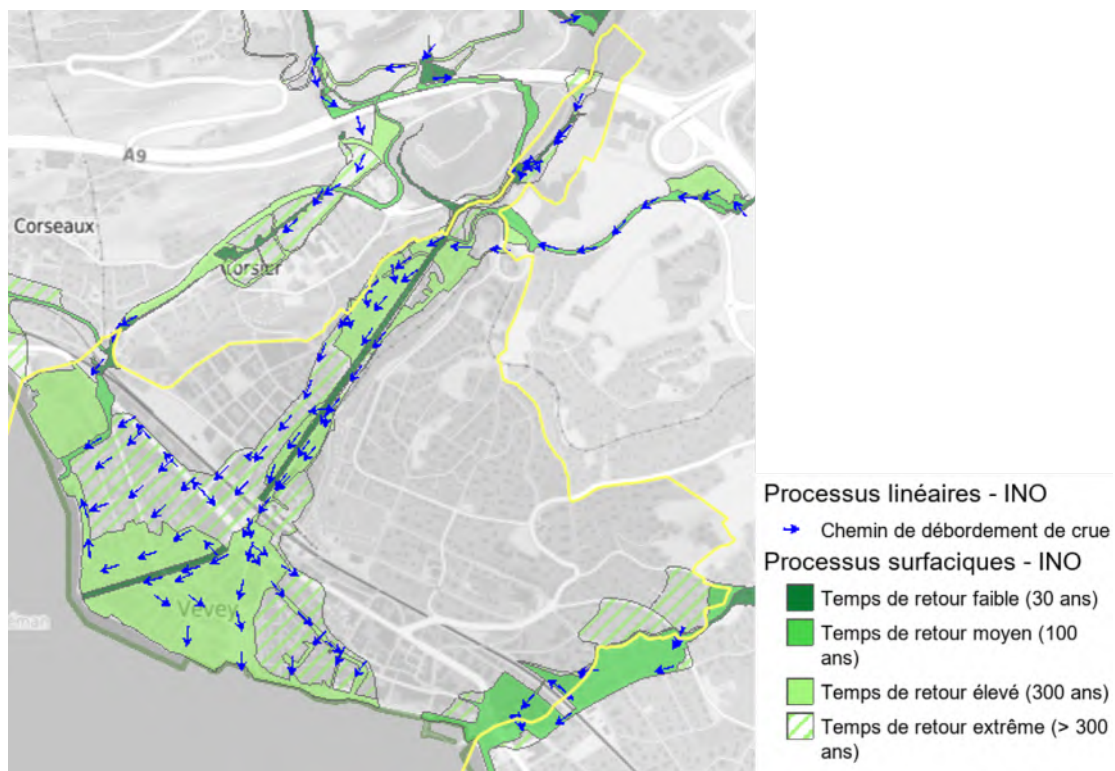 A9
Corseaux
Corsier
Vevey
Processus linéaires - INO
Chemin de débordement de crue
Processus surfaciques - INO
Temps de retour faible (30 ans)
Temps de retour moyen (100
ans)
Temps de retour élevé (300 ans)
Temps de retour extrême (> 300
ans)